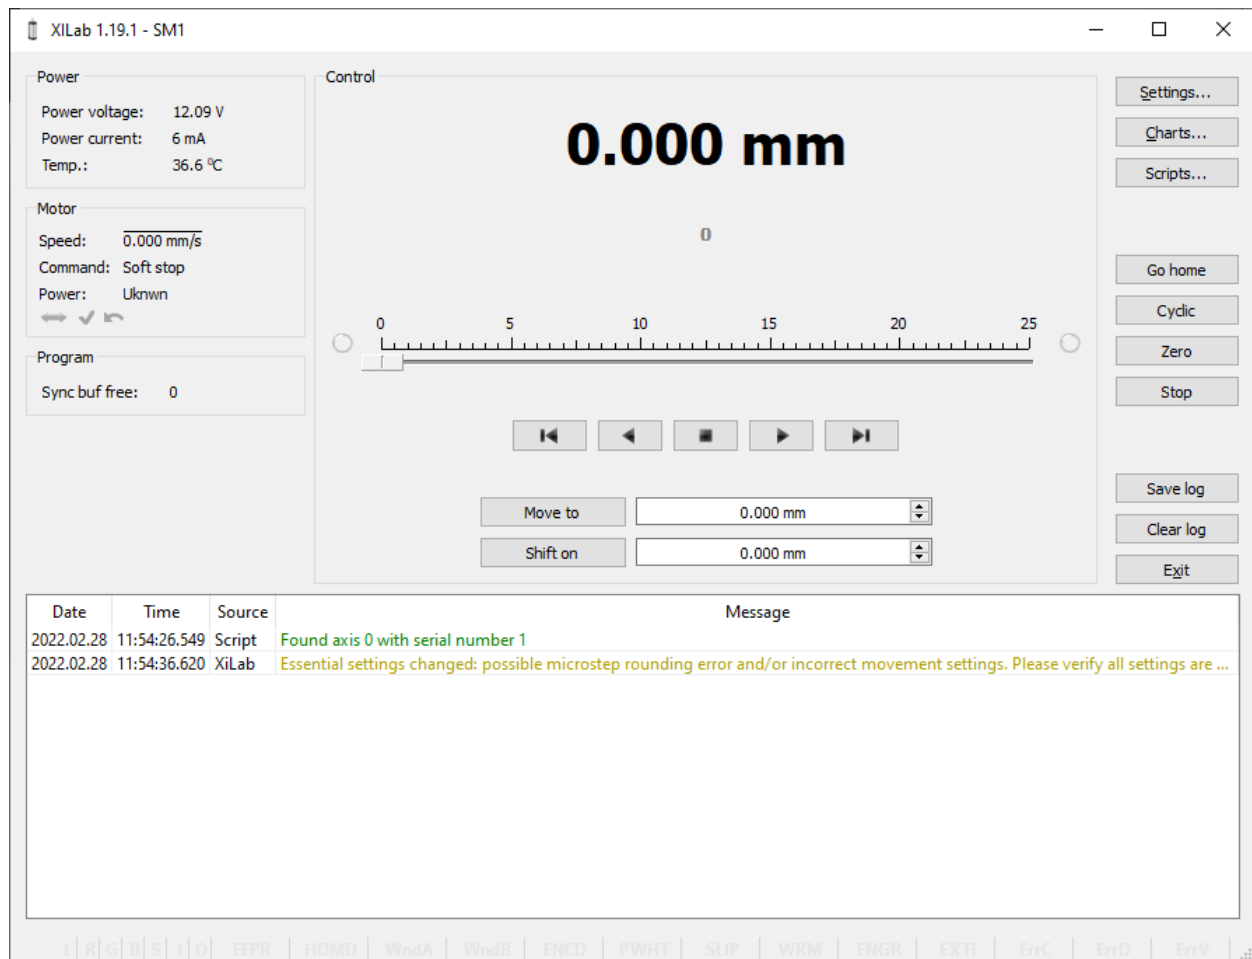 XILab 1.19.1 - SM1
Power
Power voltage: 12.09 V
Power current: 6 mA
Temp.: 36.6 ⁰C
Motor
Speed: 0.000 mm/s
Command: Soft stop
Power: Uknwn
Program
Sync buf free: 0
Control
0.000 mm
0
0 5 10 15 20 25
Move to 0.000 mm
Shift on 0.000 mm
Settings...
Charts...
Scripts...
Go home
Cyclic
Zero
Stop
Save log
Clear log
Exit
Date Time Source Message
2022.02.28 11:54:26.549 Script Found axis 0 with serial number 1
2022.02.28 11:54:36.620 XiLab Essential settings changed: possible microstep rounding error and/or incorrect movement settings. Please verify all settings are ...
L R G B S I O EEPR HOMD WndA WndB ENCD PWHT SLIP WRM ENGR EXTi ErrC ErrD ErrV